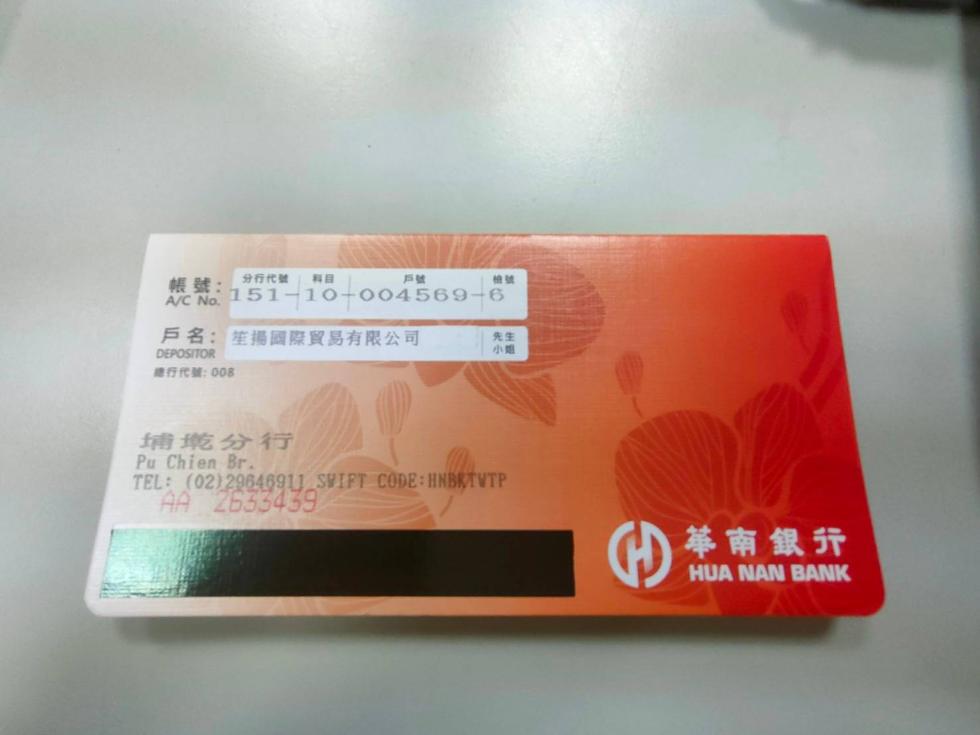 分行代號 科目 戶號 檢號
帳號: 151-10-004569-6
A/C No.
戶名: 笙揚國際貿易有限公司 先生
DEPOSITOR 小姐
總行代號: 008
埔墘分行
Pu Chien Br.
TEL: (02)29646911 SWIFT CODE:HNBKTWTP
AA 2633439
華南銀行
HUA NAN BANK